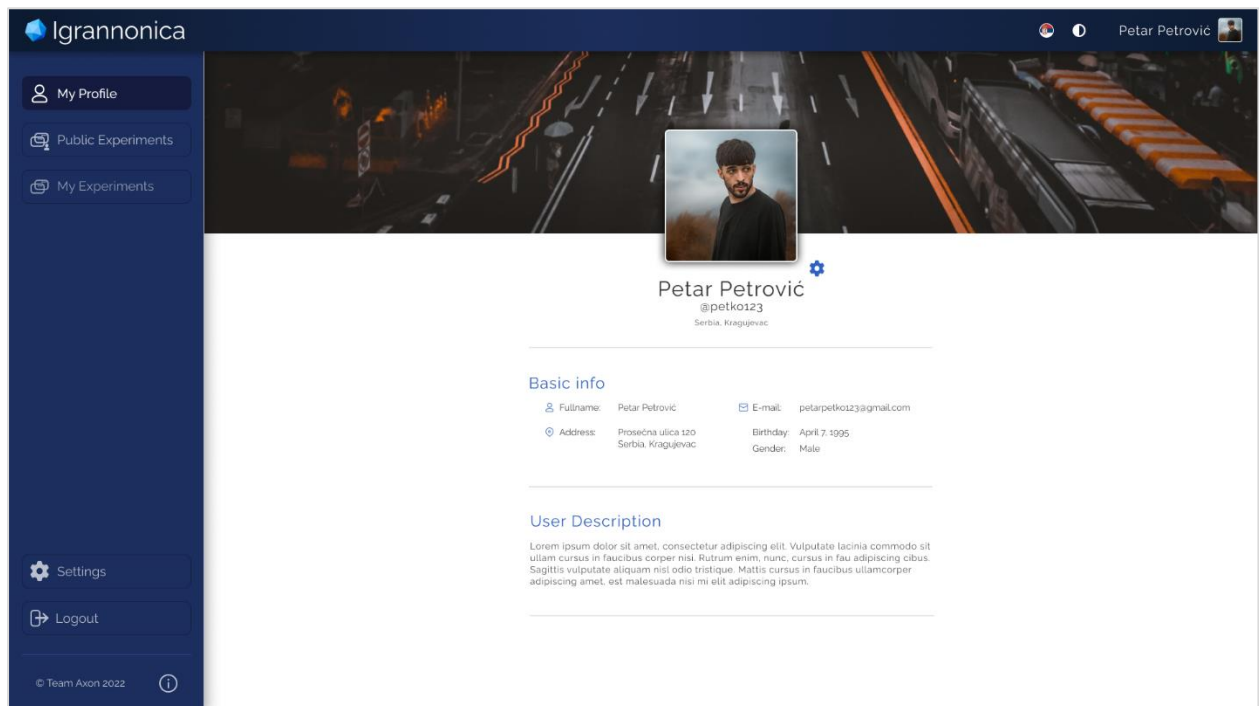 Igrannonica
Petar Petrović
My Profile
Public Experiments
My Experiments
Settings
Logout
© Team Axon 2022
Petar Petrović
@petko123
Serbia, Kragujevac
Basic info
Fullname: Petar Petrović
E-mail: petarpetko123@gmail.com
Address: Prosečna ulica 120
Serbia, Kragujevac
Birthday: April 7, 1995
Gender: Male
User Description
Lorem ipsum dolor sit amet, consectetur adipiscing elit. Vulputate lacinia commodo sit
ullam cursus in faucibus corper nisi. Rutrum enim, nunc, cursus in fau adipiscing cibus.
Sagittis vulputate aliquam nisl odio tristique. Mattis cursus in faucibus ullamcorper
adipiscing amet, est malesuada nisi mi elit adipiscing ipsum.